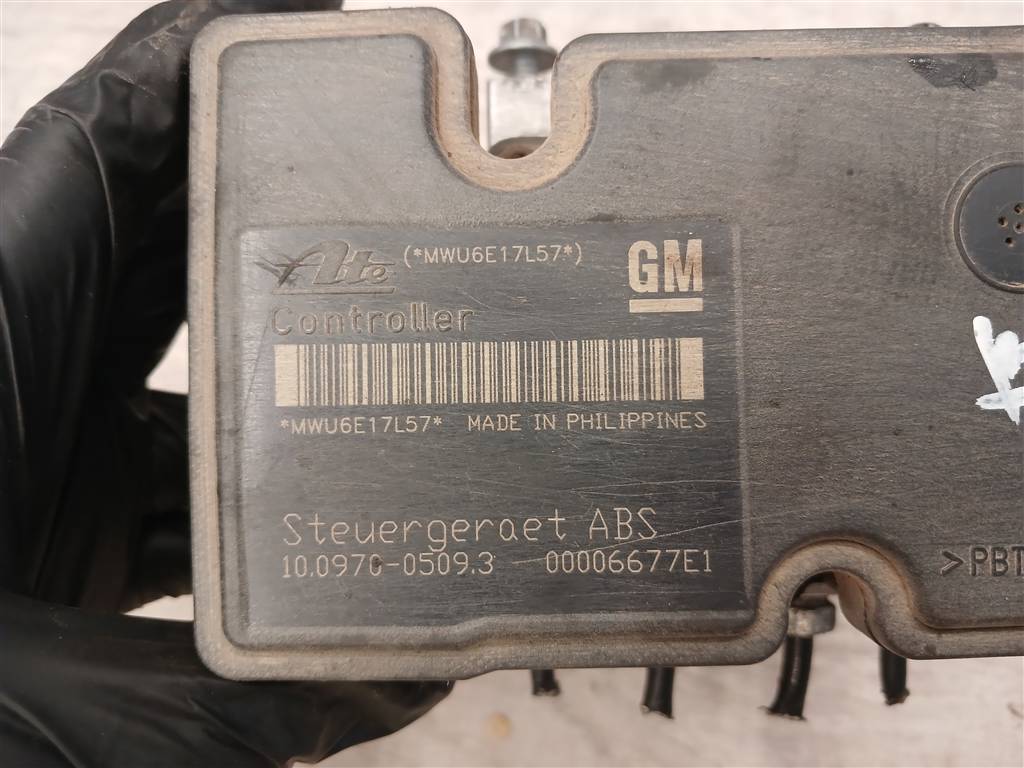 Ate (*MWU6E17L57*) GM
Controller
*MWU6E17L57* MADE IN PHILIPPINES
Steuergeraet ABS
10.0970-0509.3 00006677E1
>PBT